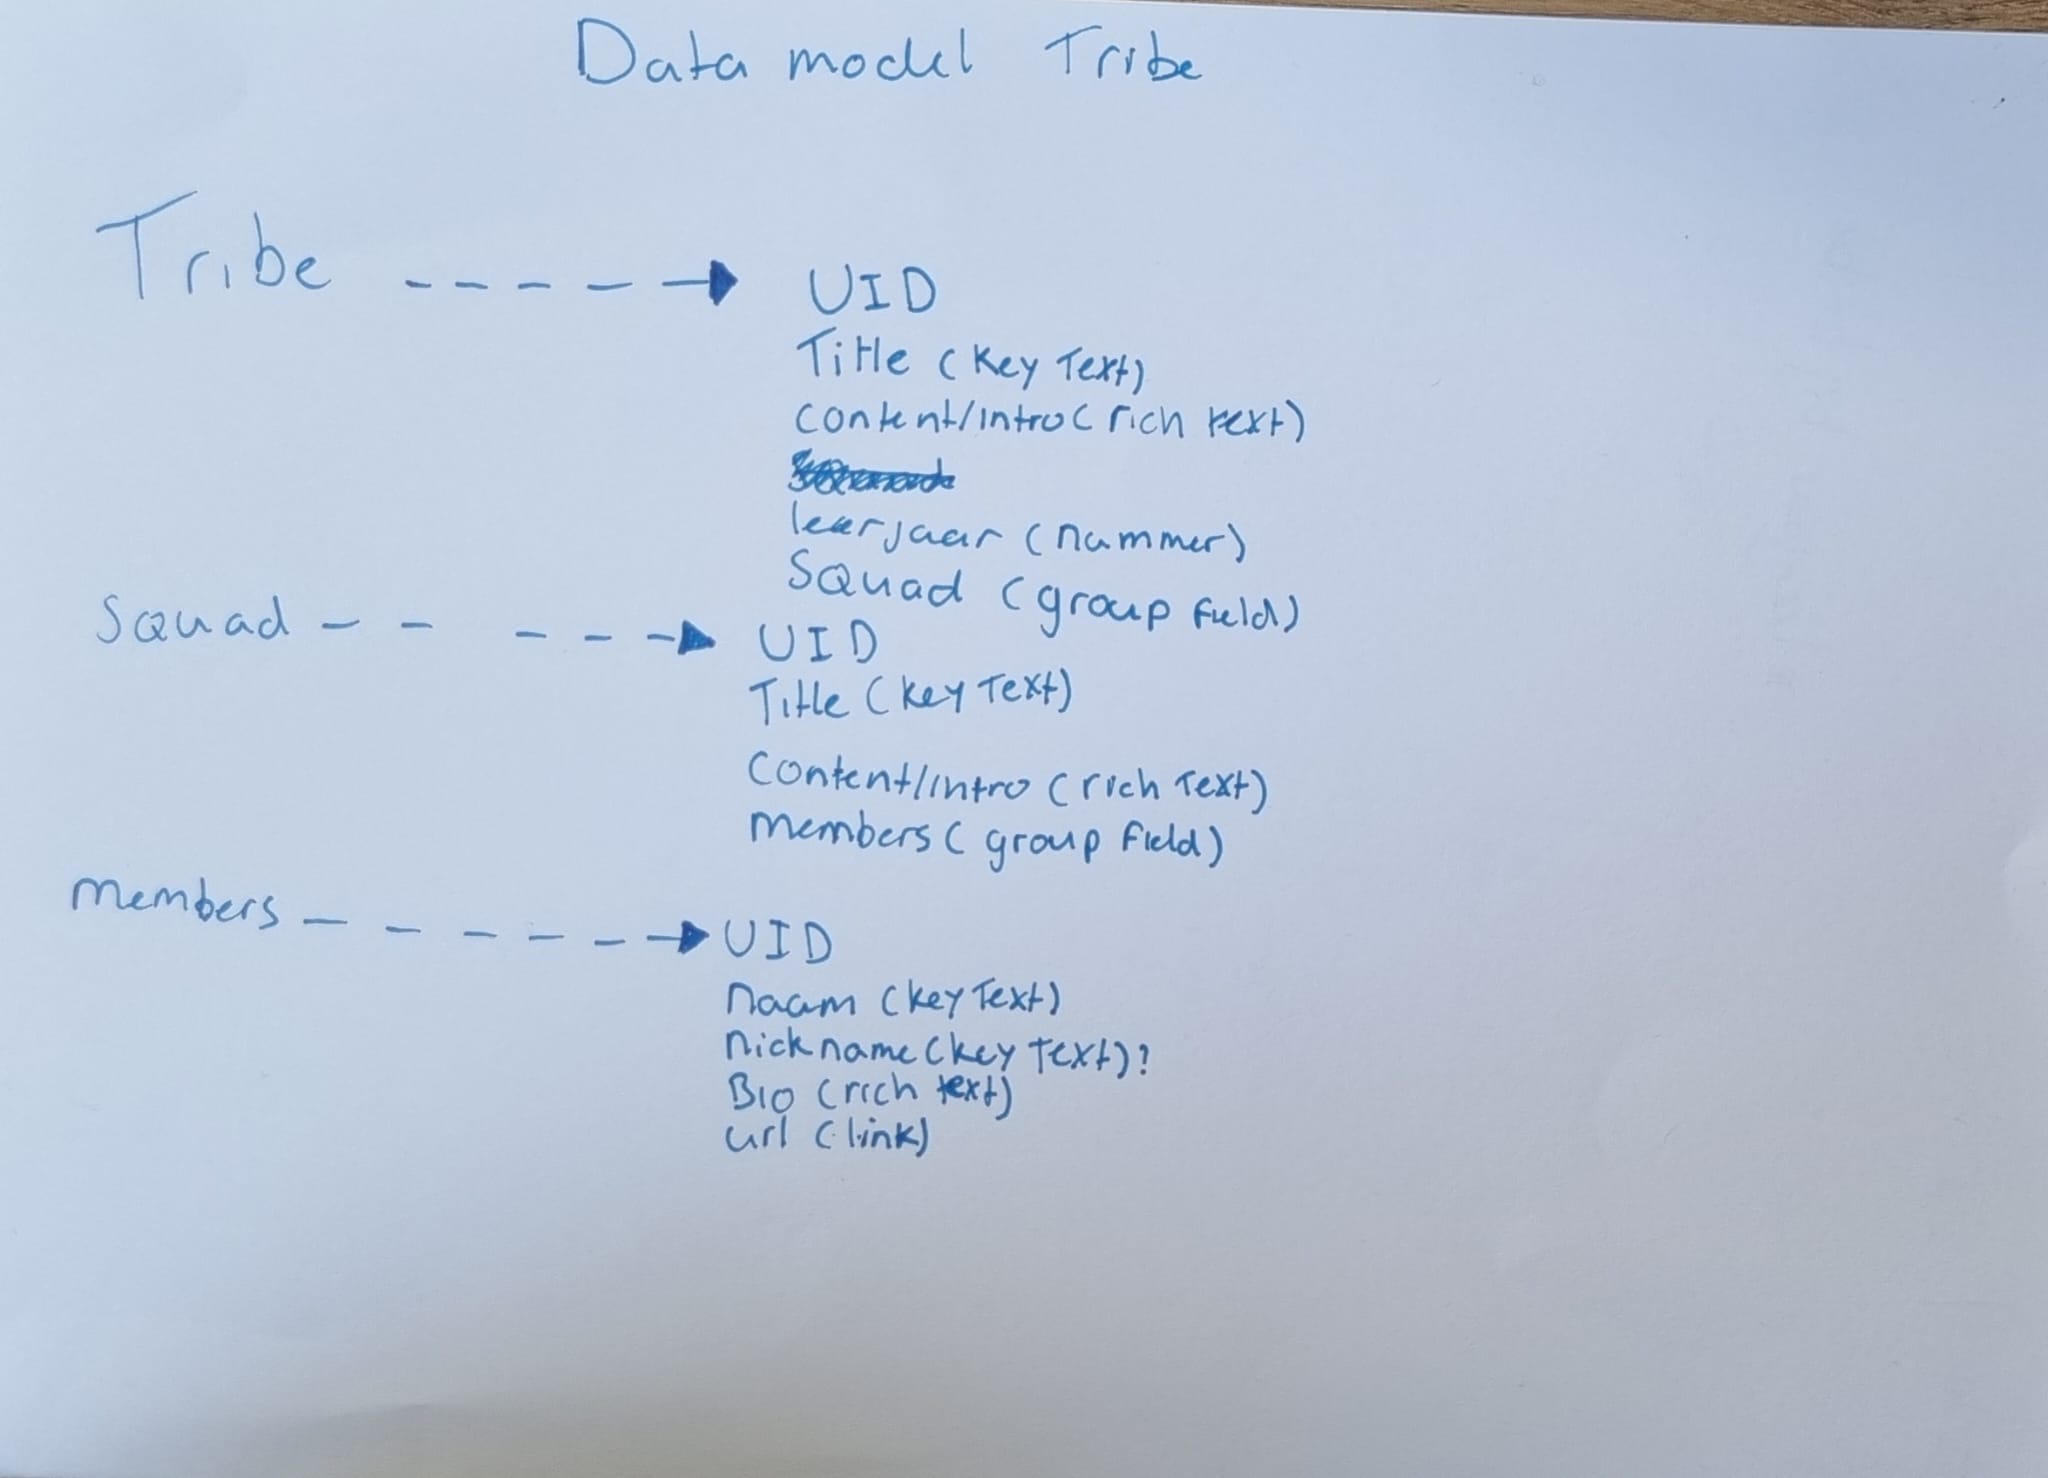 Data model Tribe
Tribe UID
Title (Key Text)
content/intro (rich text)
leerjaar (nummer)
Squad (group field)
Squad UID
Title (Key Text)
Content/intro (rich Text)
members (group field)
members UID
naam (key Text)
nickname (key Text)?
Bio (rich text)
url (link)